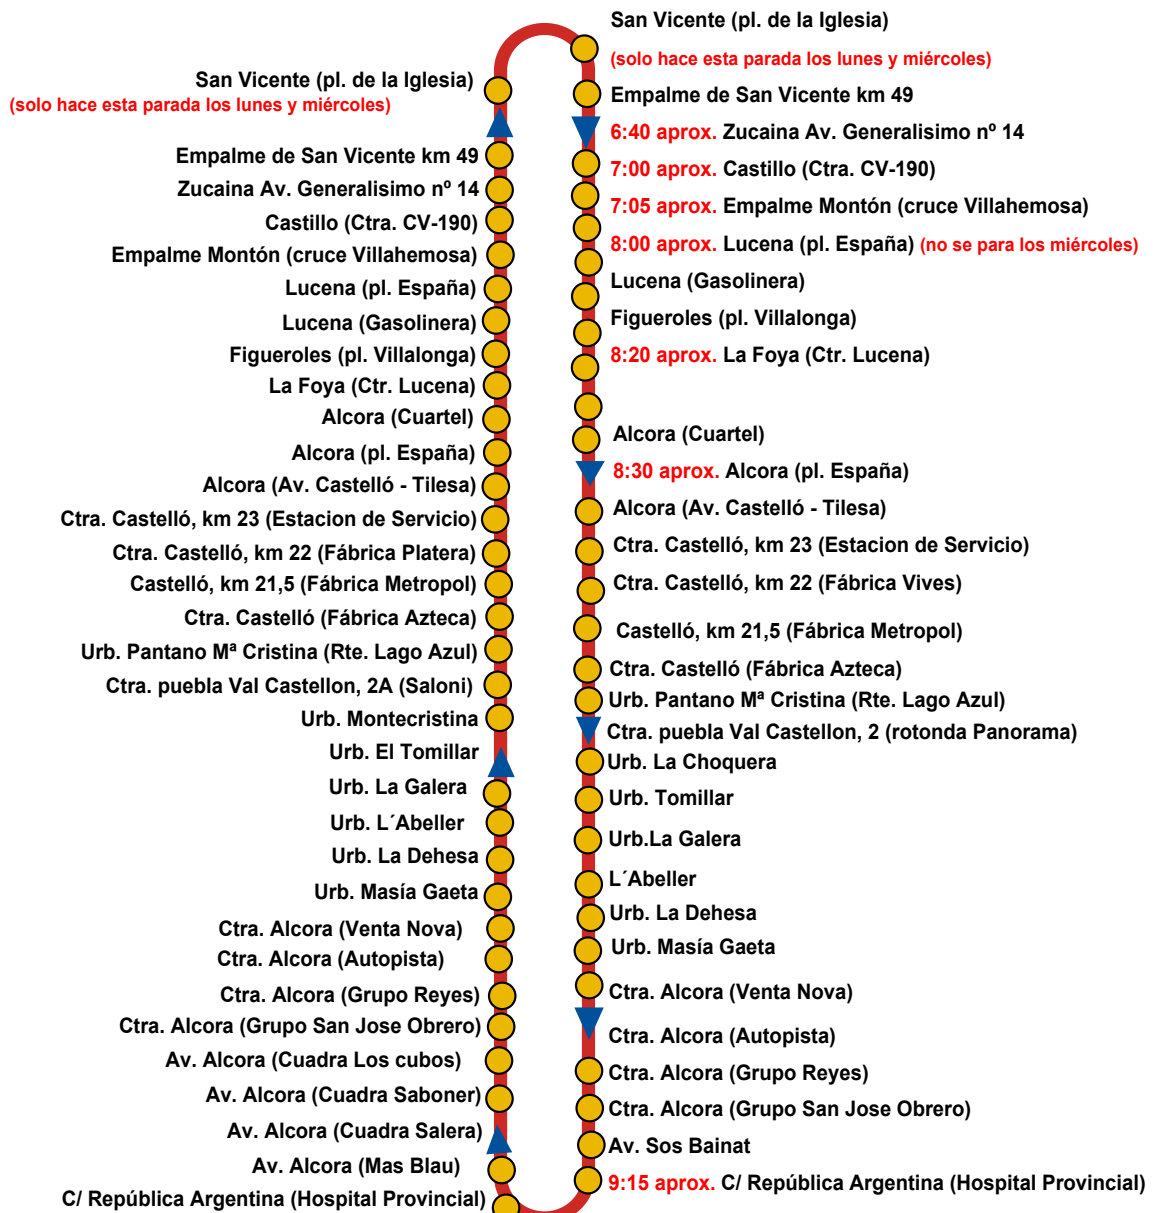 San Vicente (pl. de la Iglesia)
(solo hace esta parada los lunes y miércoles)
Empalme de San Vicente km 49
Zucaina Av. Generalisimo nº 14
Castillo (Ctra. CV-190)
Empalme Montón (cruce Villahemosa)
Lucena (pl. España)
Lucena (Gasolinera)
Figueroles (pl. Villalonga)
La Foya (Ctr. Lucena)
Alcora (Cuartel)
Alcora (pl. España)
Alcora (Av. Castelló - Tilesa)
Ctra. Castelló, km 23 (Estacion de Servicio)
Ctra. Castelló, km 22 (Fábrica Platera)
Castelló, km 21,5 (Fábrica Metropol)
Ctra. Castelló (Fábrica Azteca)
Urb. Pantano Mª Cristina (Rte. Lago Azul)
Ctra. puebla Val Castellon, 2A (Saloni)
Urb. Montecristina
Urb. El Tomillar
Urb. La Galera
Urb. L´Abeller
Urb. La Dehesa
Urb. Masía Gaeta
Ctra. Alcora (Venta Nova)
Ctra. Alcora (Autopista)
Ctra. Alcora (Grupo Reyes)
Ctra. Alcora (Grupo San Jose Obrero)
Av. Alcora (Cuadra Los cubos)
Av. Alcora (Cuadra Saboner)
Av. Alcora (Cuadra Salera)
Av. Alcora (Mas Blau)
C/ República Argentina (Hospital Provincial)
San Vicente (pl. de la Iglesia)
(solo hace esta parada los lunes y miércoles)
Empalme de San Vicente km 49
6:40 aprox. Zucaina Av. Generalisimo nº 14
7:00 aprox. Castillo (Ctra. CV-190)
7:05 aprox. Empalme Montón (cruce Villahemosa)
8:00 aprox. Lucena (pl. España) (no se para los miércoles)
Lucena (Gasolinera)
Figueroles (pl. Villalonga)
8:20 aprox. La Foya (Ctr. Lucena)
Alcora (Cuartel)
8:30 aprox. Alcora (pl. España)
Alcora (Av. Castelló - Tilesa)
Ctra. Castelló, km 23 (Estacion de Servicio)
Ctra. Castelló, km 22 (Fábrica Vives)
Castelló, km 21,5 (Fábrica Metropol)
Ctra. Castelló (Fábrica Azteca)
Urb. Pantano Mª Cristina (Rte. Lago Azul)
Ctra. puebla Val Castellon, 2 (rotonda Panorama)
Urb. La Choquera
Urb. Tomillar
Urb.La Galera
L´Abeller
Urb. La Dehesa
Urb. Masía Gaeta
Ctra. Alcora (Venta Nova)
Ctra. Alcora (Autopista)
Ctra. Alcora (Grupo Reyes)
Ctra. Alcora (Grupo San Jose Obrero)
Av. Sos Bainat
9:15 aprox. C/ República Argentina (Hospital Provincial)